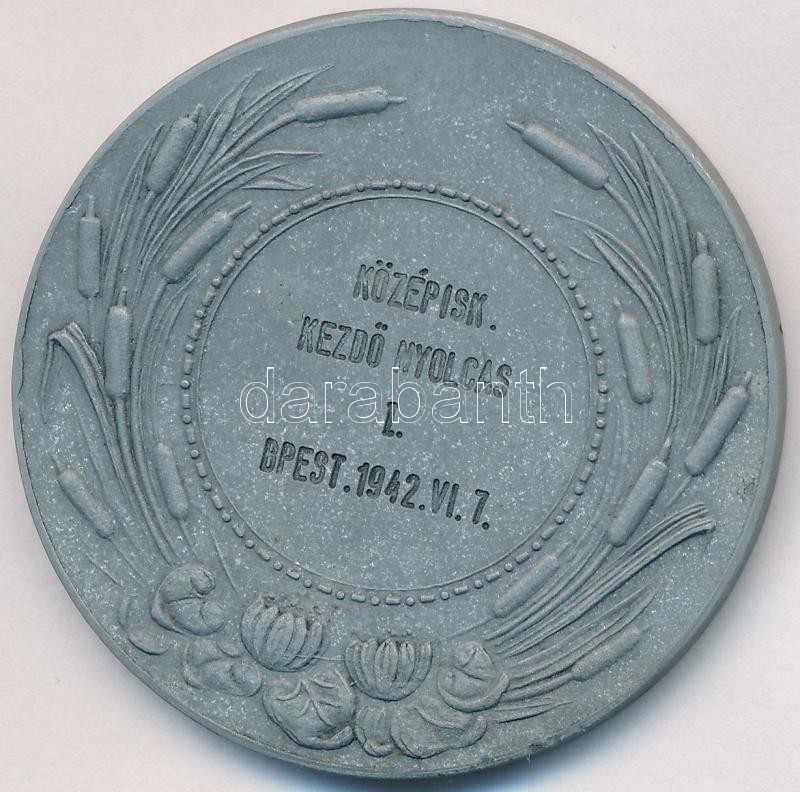 KÖZÉPISK.
KEZDŐ NYOLCAS
darabanth
I.
BPEST.1942.VI.7.